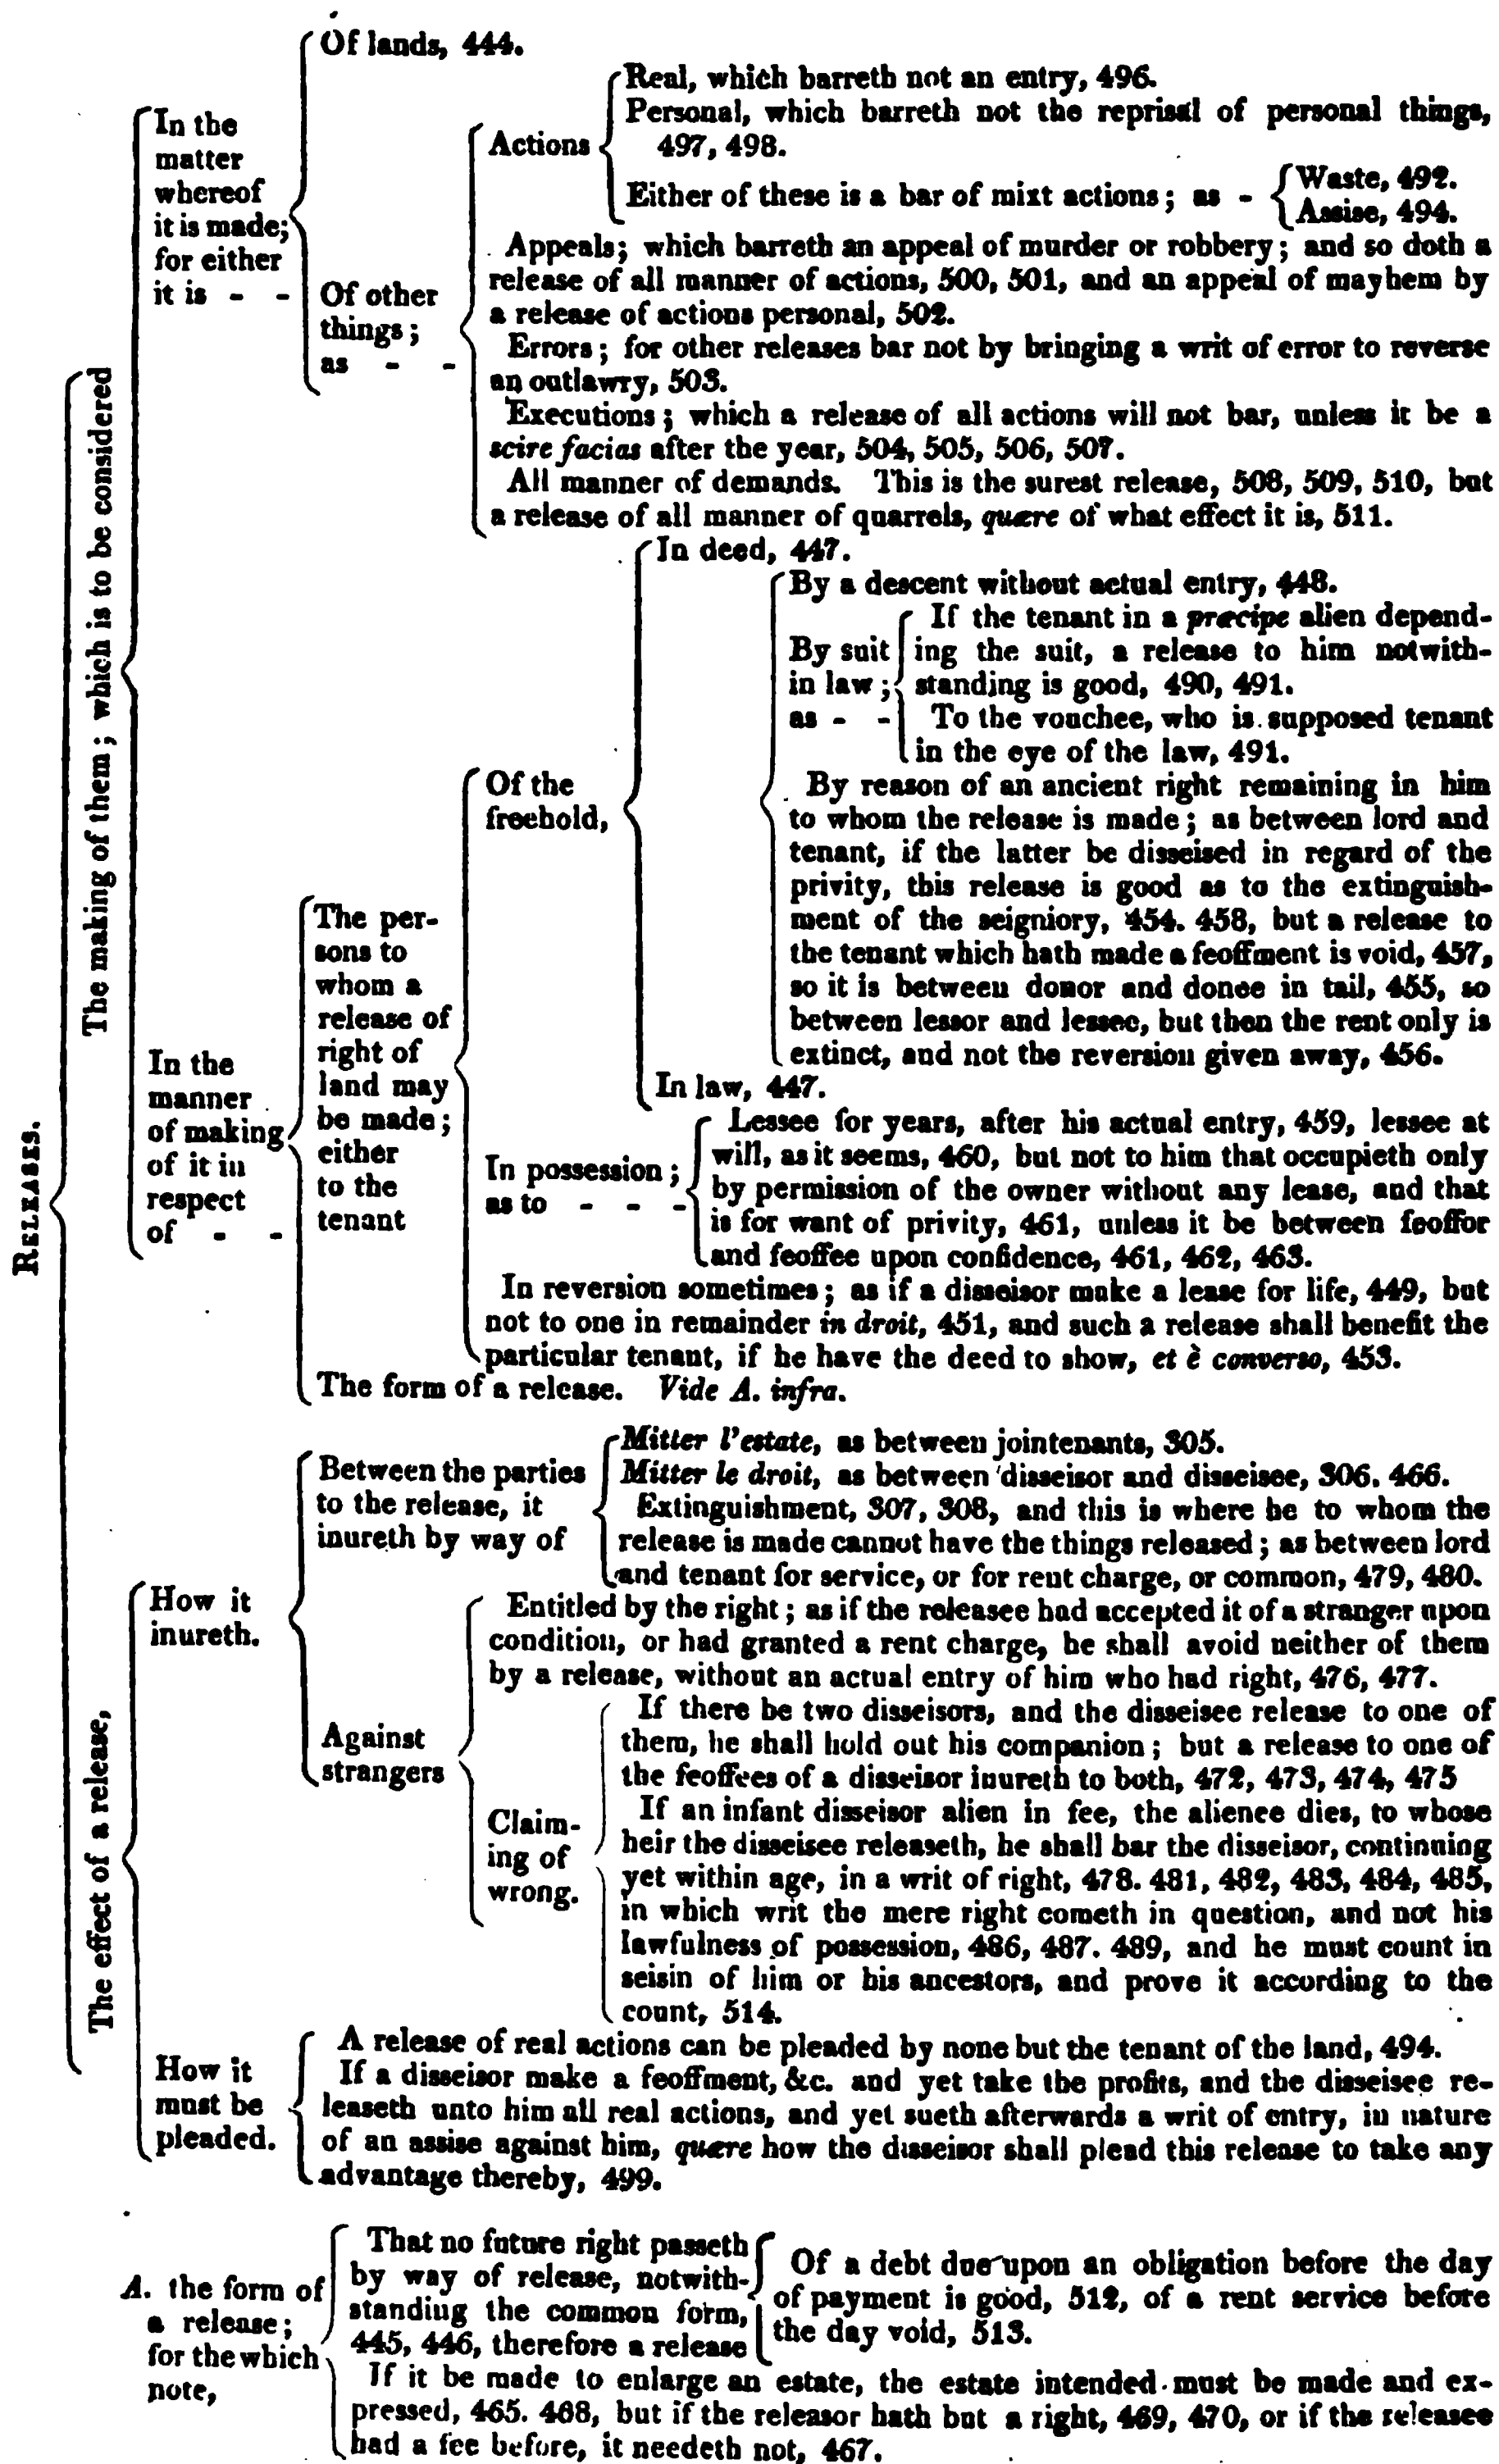 RELEASES.
The making of them; which is to be considered
In the
matter
whereof
it is made;
for either
it is - -
Of lands, 444.
Of other
things;
as - -
Actions
Real, which barreth not an entry, 496.
Personal, which barreth not the reprisal of personal things,
497, 498.
Either of these is a bar of mixt actions; as -
Waste, 492.
Assise, 494.
Appeals; which barreth an appeal of murder or robbery; and so doth a
release of all manner of actions, 500, 501, and an appeal of mayhem by
a release of actions personal, 502.
Errors; for other releases bar not by bringing a writ of error to reverse
an outlawry, 503.
Executions; which a release of all actions will not bar, unless it be a
scire facias after the year, 504, 505, 506, 507.
All manner of demands. This is the surest release, 508, 509, 510, but
a release of all manner of quarrels, quære of what effect it is, 511.
In the
manner
of making
of it in
respect
of - -
The per-
sons to
whom a
release of
right of
land may
be made;
either
to the
tenant
Of the
freehold,
In deed, 447.
By a descent without actual entry, 448.
By suit
in law;
as - -
If the tenant in a præcipe alien depend-
ing the suit, a release to him notwith-
standing is good, 490, 491.
To the vouchee, who is supposed tenant
in the eye of the law, 491.
By reason of an ancient right remaining in him
to whom the release is made; as between lord and
tenant, if the latter be disseised in regard of the
privity, this release is good as to the extinguish-
ment of the seigniory, 454. 458, but a release to
the tenant which hath made a feoffment is void, 457,
so it is between donor and donee in tail, 455, so
between lessor and lessee, but then the rent only is
extinct, and not the reversion given away, 456.
In law, 447.
In possession;
as to - - -
Lessee for years, after his actual entry, 459, lessee at
will, as it seems, 460, but not to him that occupieth only
by permission of the owner without any lease, and that
is for want of privity, 461, unless it be between feoffor
and feoffee upon confidence, 461, 462, 463.
In reversion sometimes; as if a disseisor make a lease for life, 449, but
not to one in remainder in droit, 451, and such a release shall benefit the
particular tenant, if he have the deed to show, et è converso, 453.
The form of a release. Vide A. infra.
The effect of a release,
How it
inureth.
Between the parties
to the release, it
inureth by way of
Mitter l'estate, as between jointenants, 305.
Mitter le droit, as between disseisor and disseisee, 306. 466.
Extinguishment, 307, 308, and this is where he to whom the
release is made cannot have the things released; as between lord
and tenant for service, or for rent charge, or common, 479, 480.
Against
strangers
Entitled by the right; as if the releasee had accepted it of a stranger upon
condition, or had granted a rent charge, he shall avoid neither of them
by a release, without an actual entry of him who had right, 476, 477.
Claim-
ing of
wrong.
If there be two disseisors, and the disseisee release to one of
them, he shall hold out his companion; but a release to one of
the feoffees of a disseisor inureth to both, 472, 473, 474, 475
If an infant disseisor alien in fee, the alienee dies, to whose
heir the disseisee releaseth, he shall bar the disseisor, continuing
yet within age, in a writ of right, 478. 481, 482, 483, 484, 485,
in which writ the mere right cometh in question, and not his
lawfulness of possession, 486, 487. 489, and he must count in
seisin of him or his ancestors, and prove it according to the
count, 514.
How it
must be
pleaded.
A release of real actions can be pleaded by none but the tenant of the land, 494.
If a disseisor make a feoffment, &c. and yet take the profits, and the disseisee re-
leaseth unto him all real actions, and yet sueth afterwards a writ of entry, in nature
of an assise against him, quære how the disseisor shall plead this release to take any
advantage thereby, 499.
A. the form of
a release;
for the which
note,
That no future right passeth
by way of release, notwith-
standing the common form,
445, 446, therefore a release
Of a debt due upon an obligation before the day
of payment is good, 512, of a rent service before
the day void, 513.
If it be made to enlarge an estate, the estate intended must be made and ex-
pressed, 465. 468, but if the releasor hath but a right, 469, 470, or if the releasee
had a fee before, it needeth not, 467.